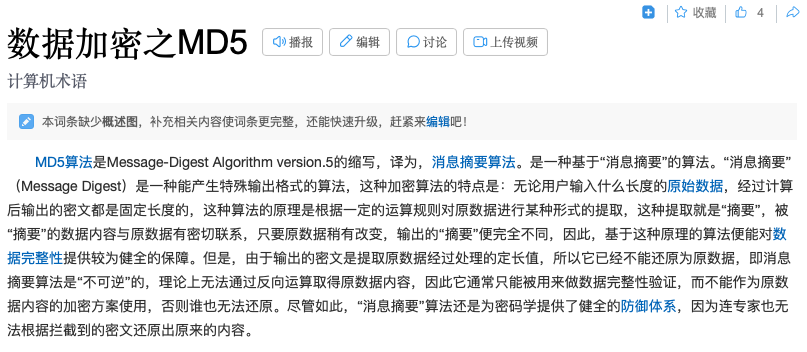 收藏 4
数据加密之MD5 播报 编辑 讨论 上传视频
计算机术语
本词条缺少概述图，补充相关内容使词条更完整，还能快速升级，赶紧来编辑吧！
MD5算法是Message-Digest Algorithm version.5的缩写，译为，消息摘要算法。是一种基于“消息摘要”的算法。“消息摘要”
（Message Digest）是一种能产生特殊输出格式的算法，这种加密算法的特点是：无论用户输入什么长度的原始数据，经过计算
后输出的密文都是固定长度的，这种算法的原理是根据一定的运算规则对原数据进行某种形式的提取，这种提取就是“摘要”，被
“摘要”的数据内容与原数据有密切联系，只要原数据稍有改变，输出的“摘要”便完全不同，因此，基于这种原理的算法便能对数
据完整性提供较为健全的保障。但是，由于输出的密文是提取原数据经过处理的定长值，所以它已经不能还原为原数据，即消息
摘要算法是“不可逆”的，理论上无法通过反向运算取得原数据内容，因此它通常只能被用来做数据完整性验证，而不能作为原数
据内容的加密方案使用，否则谁也无法还原。尽管如此，“消息摘要”算法还是为密码学提供了健全的防御体系，因为连专家也无
法根据拦截到的密文还原出原来的内容。